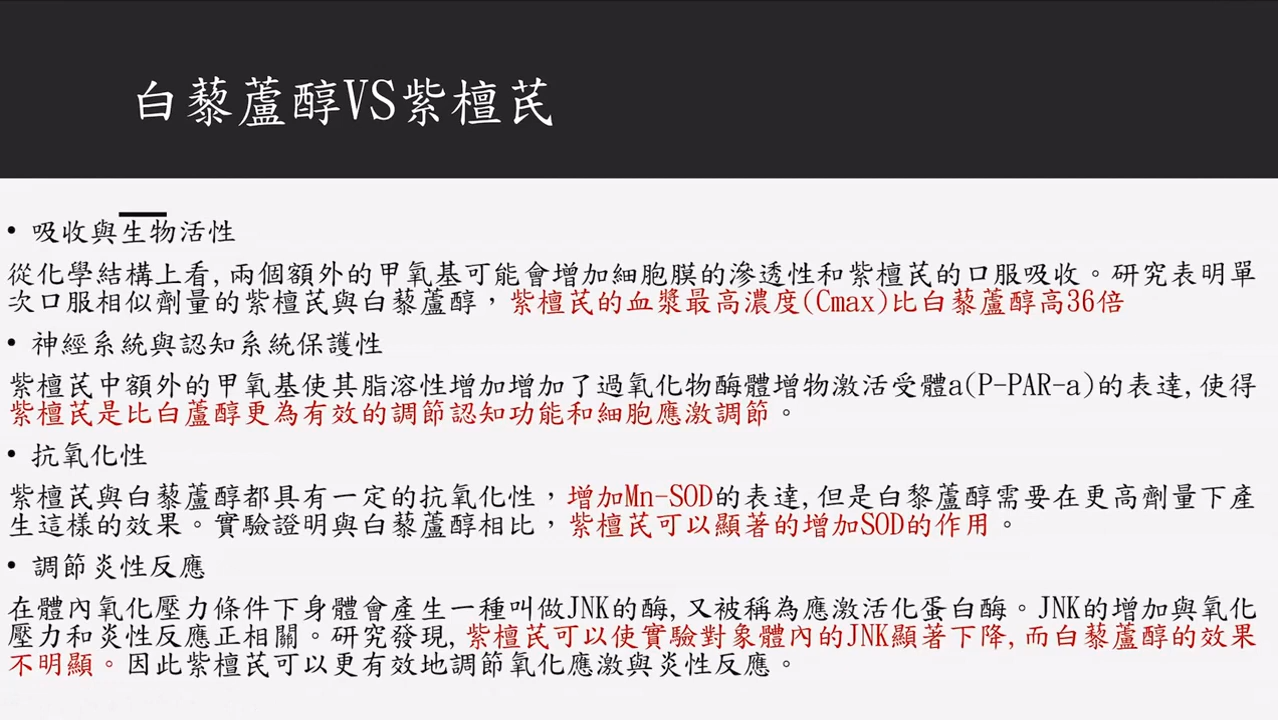 白藜蘆醇VS紫檀芪
• 吸收與生物活性
從化學結構上看,兩個額外的甲氧基可能會增加細胞膜的滲透性和紫檀芪的口服吸收。研究表明單
次口服相似劑量的紫檀芪與白藜蘆醇，紫檀芪的血漿最高濃度(Cmax)比白藜蘆醇高36倍
• 神經系統與認知系統保護性
紫檀芪中額外的甲氧基使其脂溶性增加增加了過氧化物酶體增物激活受體a(P-PAR-a)的表達,使得
紫檀芪是比白蘆醇更為有效的調節認知功能和細胞應激調節。
• 抗氧化性
紫檀芪與白藜蘆醇都具有一定的抗氧化性，增加Mn-SOD的表達,但是白黎蘆醇需要在更高劑量下產
生這樣的效果。實驗證明與白藜蘆醇相比，紫檀芪可以顯著的增加SOD的作用。
• 調節炎性反應
在體內氧化壓力條件下身體會產生一種叫做JNK的酶,又被稱為應激活化蛋白酶。JNK的增加與氧化
壓力和炎性反應正相關。研究發現,紫檀芪可以使實驗對象體內的JNK顯著下降,而白藜蘆醇的效果
不明顯。因此紫檀芪可以更有效地調節氧化應激與炎性反應。